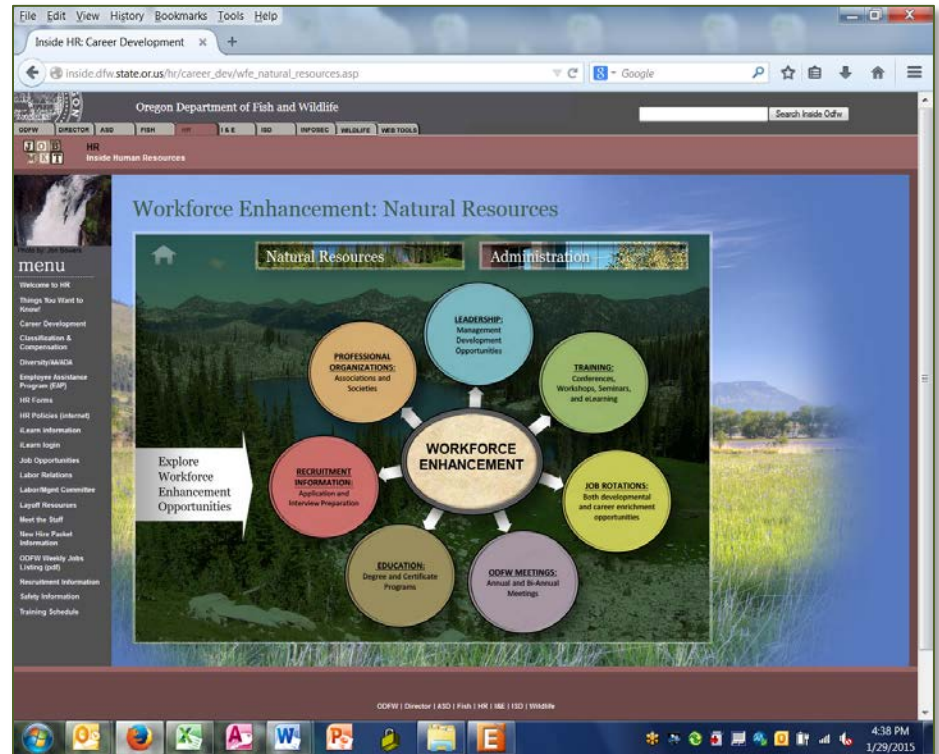 File Edit View History Bookmarks Tools Help
Inside HR: Career Development × +
inside.dfw.state.or.us/hr/career_dev/wfe_natural_resources.asp
Google
Oregon Department of Fish and Wildlife
Search Inside Odfw
ODFW DIRECTOR ASD FISH HR I & E ISD INFOSEC WILDLIFE WEB TOOLS
JOB MKT
HR
Inside Human Resources
Workforce Enhancement: Natural Resources
Natural Resources Administration
menu
Welcome to HR
Things You Want to
Know!
Career Development
Classification &
Compensation
Diversity/AA/ADA
Employee Assistance
Program (EAP)
HR Forms
HR Policies (internet)
iLearn Information
iLearn login
Job Opportunities
Labor Relations
Labor/Mgmt Committee
Layoff Resources
Meet the Staff
New Hire Packet
Information
ODFW Weekly Jobs
Listing (pdf)
Recruitment Information
Safety Information
Training Schedule
Explore
Workforce
Enhancement
Opportunities
WORKFORCE
ENHANCEMENT
LEADERSHIP:
Management
Development
Opportunities
TRAINING:
Conferences,
Workshops, Seminars,
and eLearning
JOB ROTATIONS:
Both developmental
and career enrichment
opportunities
ODFW MEETINGS:
Annual and Bi-Annual
Meetings
EDUCATION:
Degree and Certificate
Programs
RECRUITMENT
INFORMATION:
Application and
Interview Preparation
PROFESSIONAL
ORGANIZATIONS:
Associations and
Societies
ODFW | Director | ASD | Fish | HR | I&E | ISD | Wildlife
4:38 PM
1/29/2015